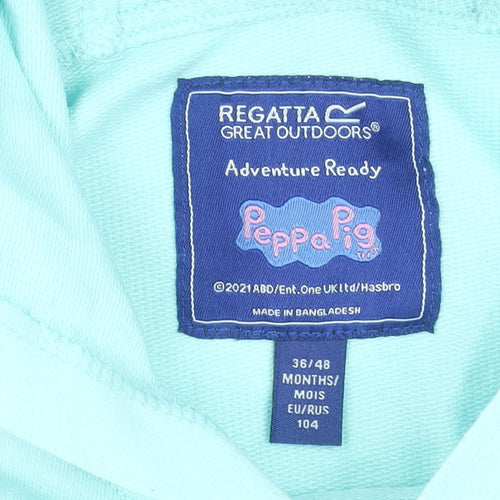 REGATTA
GREAT OUTDOORS®
Adventure Ready
Peppa Pig
©2021 ABD/Ent.One UK Ltd/Hasbro
MADE IN BANGLADESH
36/48
MONTHS/
MOIS
EU/RUS
104